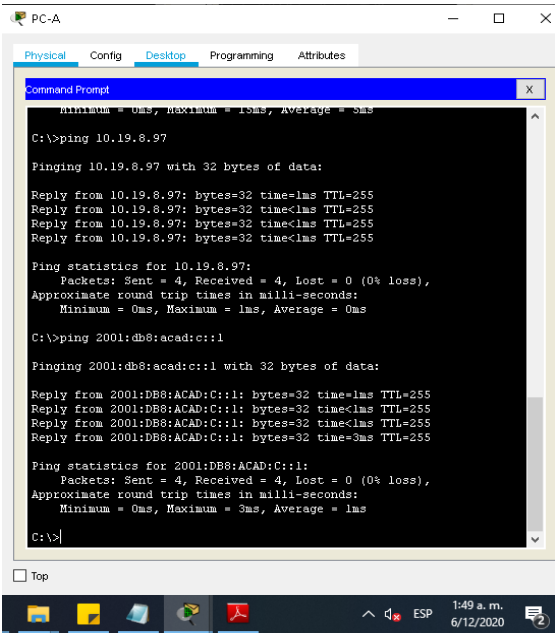 PC-A
Physical Config Desktop Programming Attributes
Command Prompt
X
Minimum = 0ms, Maximum = 15ms, Average = 5ms
C:\>ping 10.19.8.97
Pinging 10.19.8.97 with 32 bytes of data:
Reply from 10.19.8.97: bytes=32 time=1ms TTL=255
Reply from 10.19.8.97: bytes=32 time<1ms TTL=255
Reply from 10.19.8.97: bytes=32 time<1ms TTL=255
Reply from 10.19.8.97: bytes=32 time<1ms TTL=255
Ping statistics for 10.19.8.97:
Packets: Sent = 4, Received = 4, Lost = 0 (0% loss),
Approximate round trip times in milli-seconds:
Minimum = 0ms, Maximum = 1ms, Average = 0ms
C:\>ping 2001:db8:acad:c::1
Pinging 2001:db8:acad:c::1 with 32 bytes of data:
Reply from 2001:DB8:ACAD:C::1: bytes=32 time=1ms TTL=255
Reply from 2001:DB8:ACAD:C::1: bytes=32 time<1ms TTL=255
Reply from 2001:DB8:ACAD:C::1: bytes=32 time<1ms TTL=255
Reply from 2001:DB8:ACAD:C::1: bytes=32 time=3ms TTL=255
Ping statistics for 2001:DB8:ACAD:C::1:
Packets: Sent = 4, Received = 4, Lost = 0 (0% loss),
Approximate round trip times in milli-seconds:
Minimum = 0ms, Maximum = 3ms, Average = 1ms
C:\>
Top
ESP
1:49 a. m.
6/12/2020
2